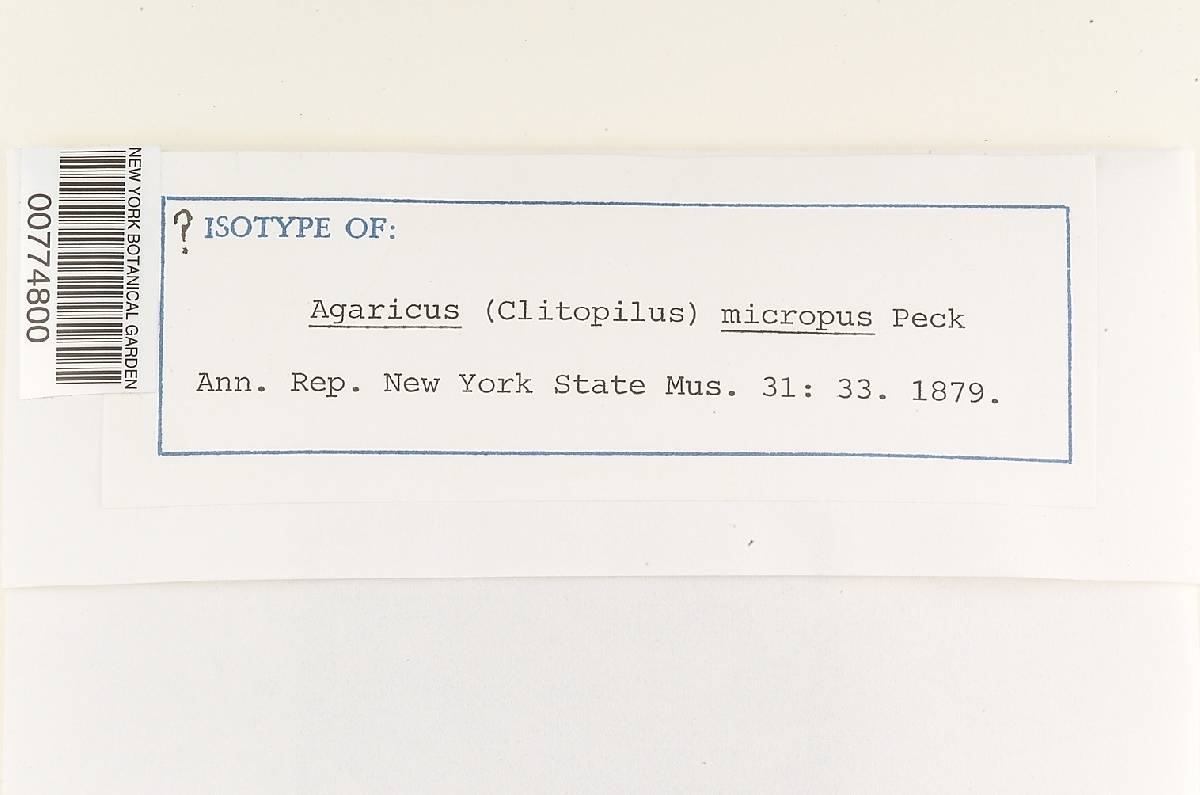 NEW YORK BOTANICAL GARDEN
00774800
? ISOTYPE OF:
Agaricus (Clitopilus) micropus Peck
Ann. Rep. New York State Mus. 31: 33. 1879.